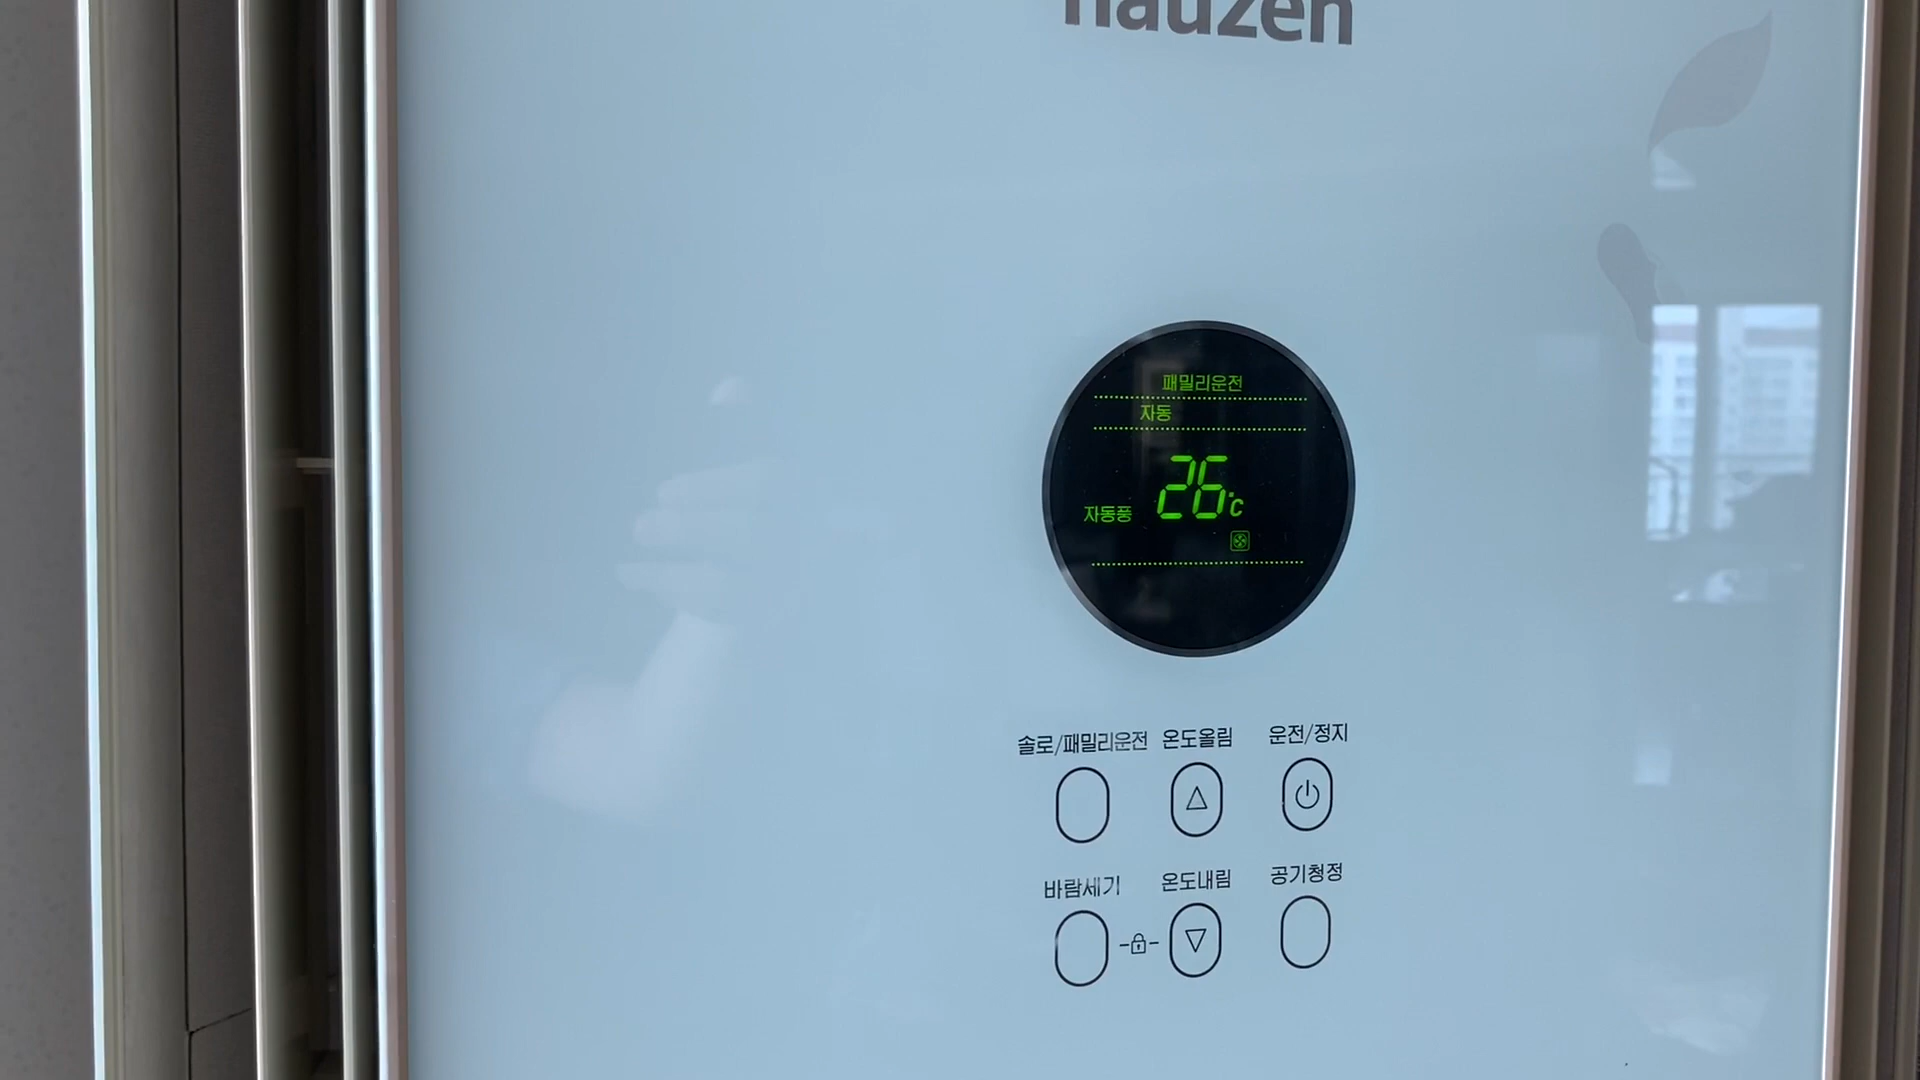 hauzen
패밀리운전
자동
자동풍 26°C
솔로/패밀리운전 온도올림 운전/정지
바람세기 온도내림 공기청정